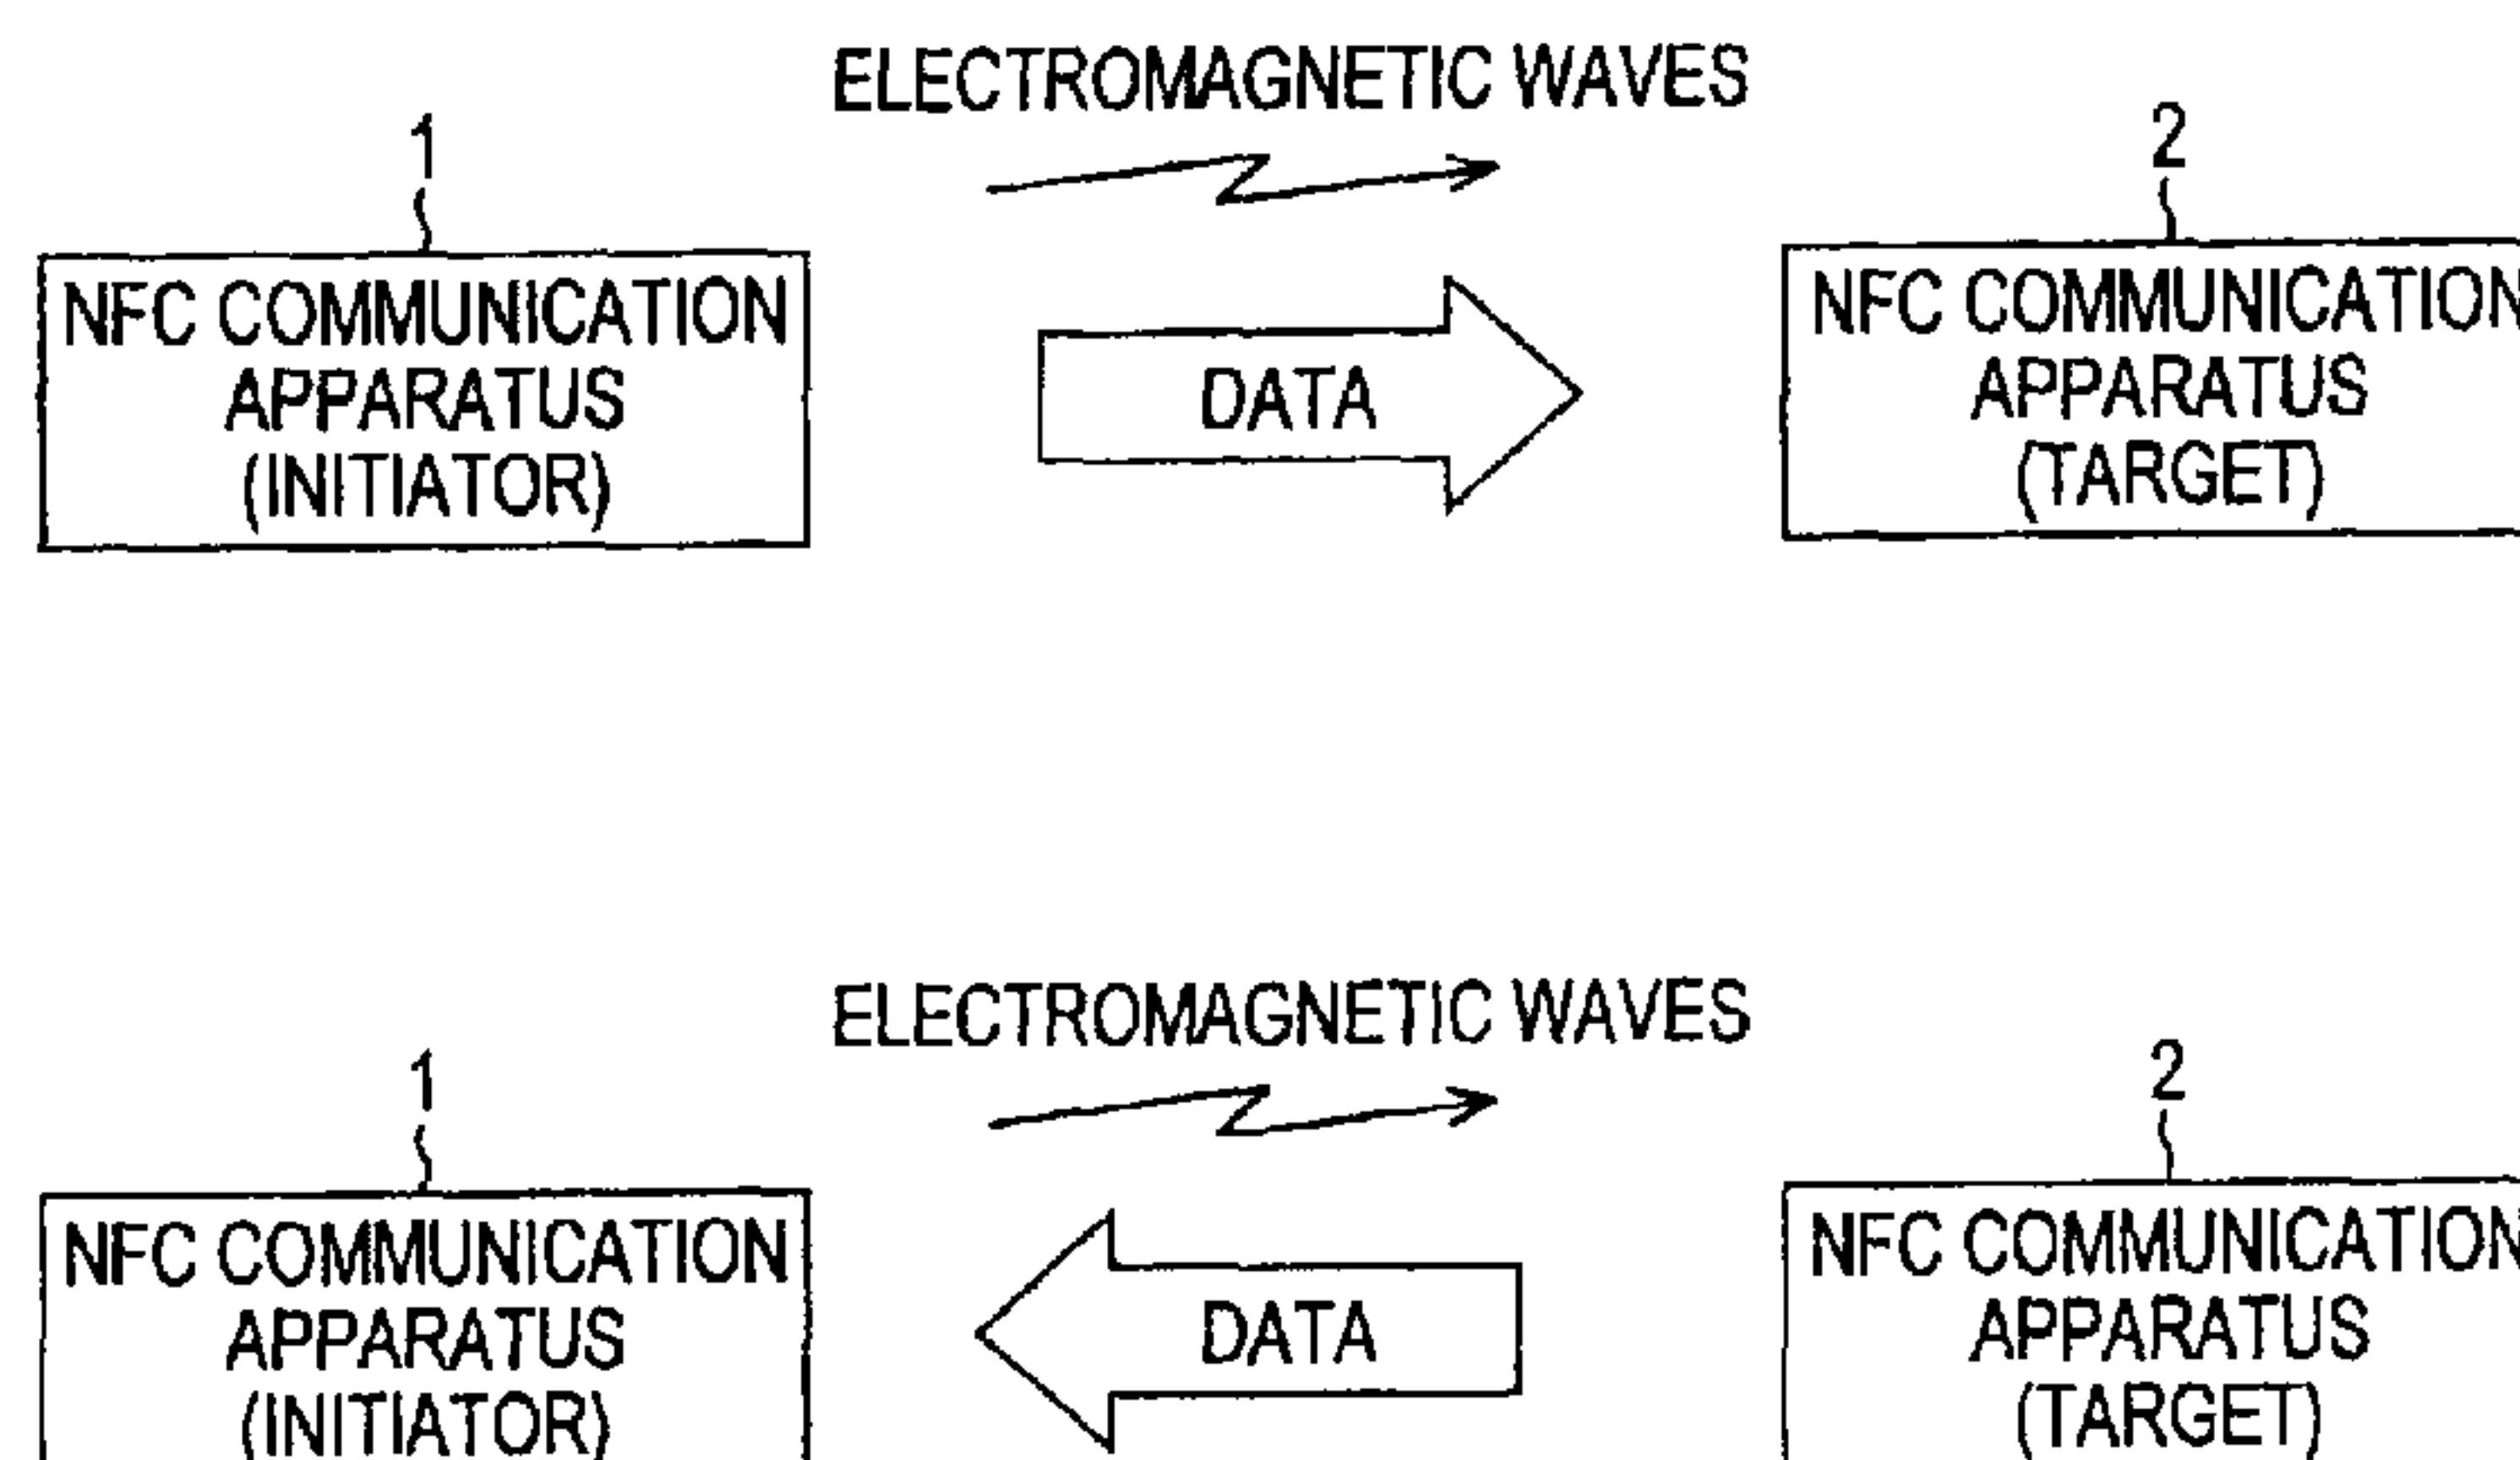 ELECTROMAGNETIC WAVES
1
2
NFC COMMUNICATION
APPARATUS
(INITIATOR)
DATA
NFC COMMUNICATION
APPARATUS
(TARGET)
ELECTROMAGNETIC WAVES
1
2
NFC COMMUNICATION
APPARATUS
(INITIATOR)
DATA
NFC COMMUNICATION
APPARATUS
(TARGET)